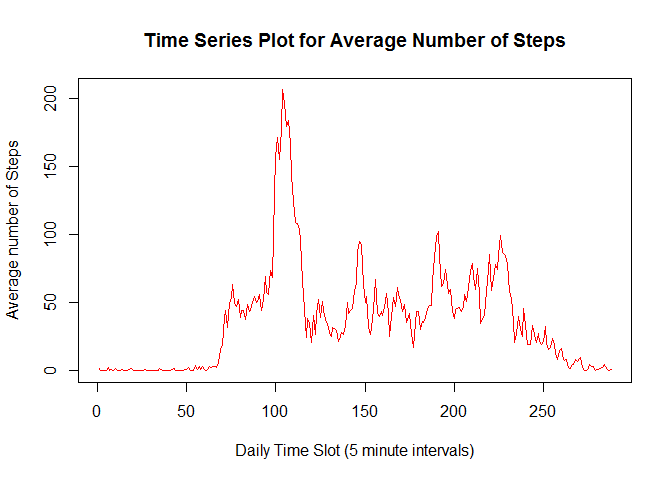 Time Series Plot for Average Number of Steps
Average number of Steps
200
150
100
50
0
0 50 100 150 200 250
Daily Time Slot (5 minute intervals)